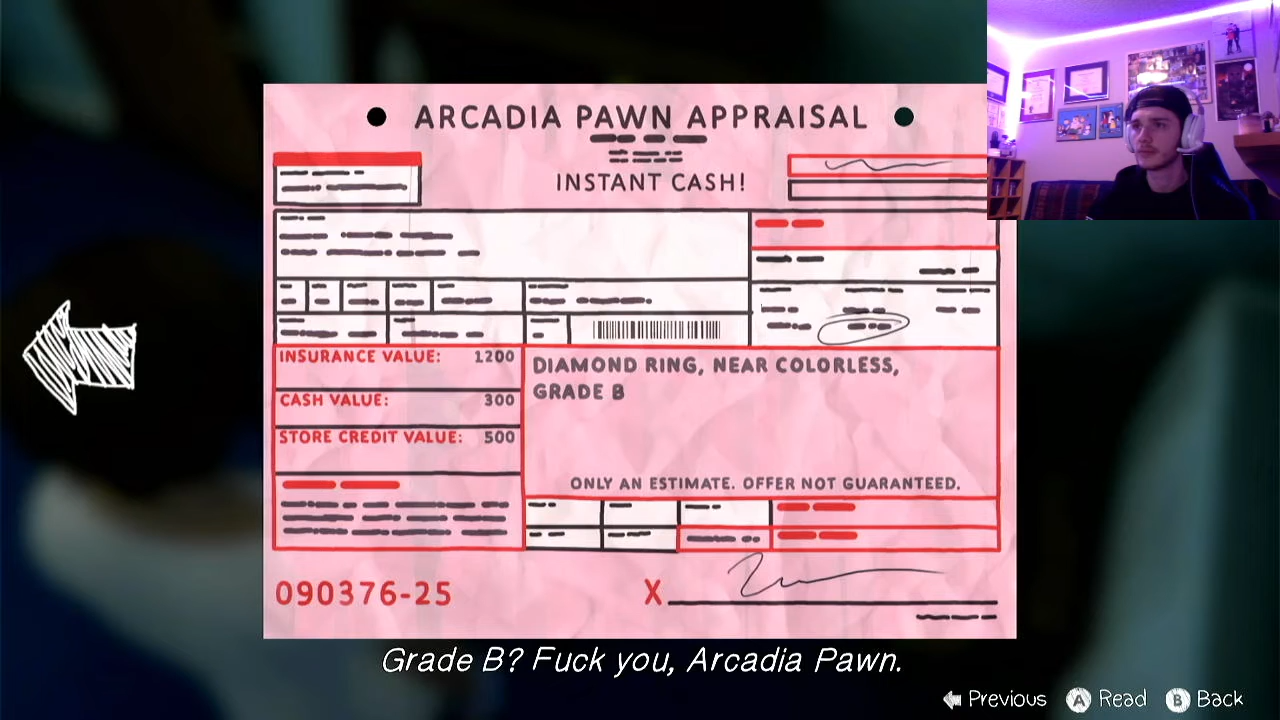 ARCADIA PAWN APPRAISAL
INSTANT CASH!
INSURANCE VALUE: 1200
CASH VALUE: 300
STORE CREDIT VALUE: 500
DIAMOND RING, NEAR COLORLESS,
GRADE B
ONLY AN ESTIMATE. OFFER NOT GUARANTEED.
090376-25
X
Grade B? Fuck you, Arcadia Pawn.
Previous A Read B Back